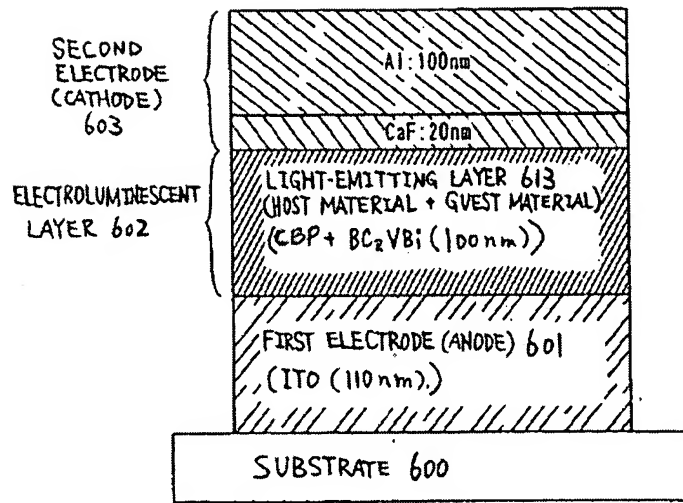 SECOND
ELECTRODE
(CATHODE)
603
Al:100nm
CaF:20nm
ELECTROLUMINESCENT
LAYER 602
LIGHT-EMITTING LAYER 613
(HOST MATERIAL + GUEST MATERIAL)
(CBP + BC₂VBi (100nm))
FIRST ELECTRODE (ANODE) 601
(ITO (110nm).)
SUBSTRATE 600